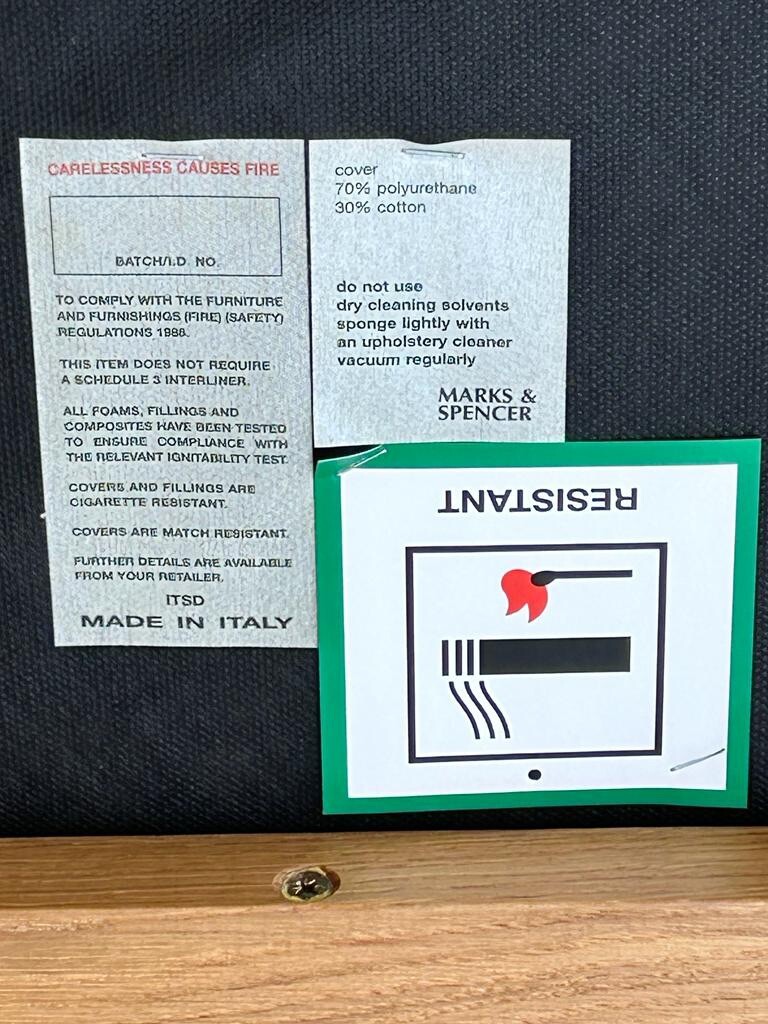 CARELESSNESS CAUSES FIRE
BATCH/I.D. NO.
TO COMPLY WITH THE FURNITURE
AND FURNISHINGS (FIRE) (SAFETY)
REGULATIONS 1988.
THIS ITEM DOES NOT REQUIRE
A SCHEDULE 3 INTERLINER.
ALL FOAMS, FILLINGS AND
COMPOSITES HAVE BEEN TESTED
TO ENSURE COMPLIANCE WITH
THE RELEVANT IGNITABILITY TEST.
COVERS AND FILLINGS ARE
CIGARETTE RESISTANT.
COVERS ARE MATCH RESISTANT.
FURTHER DETAILS ARE AVAILABLE
FROM YOUR RETAILER.
ITSD
MADE IN ITALY
cover
70% polyurethane
30% cotton
do not use
dry cleaning solvents
sponge lightly with
an upholstery cleaner
vacuum regularly
MARKS &
SPENCER
RESISTANT